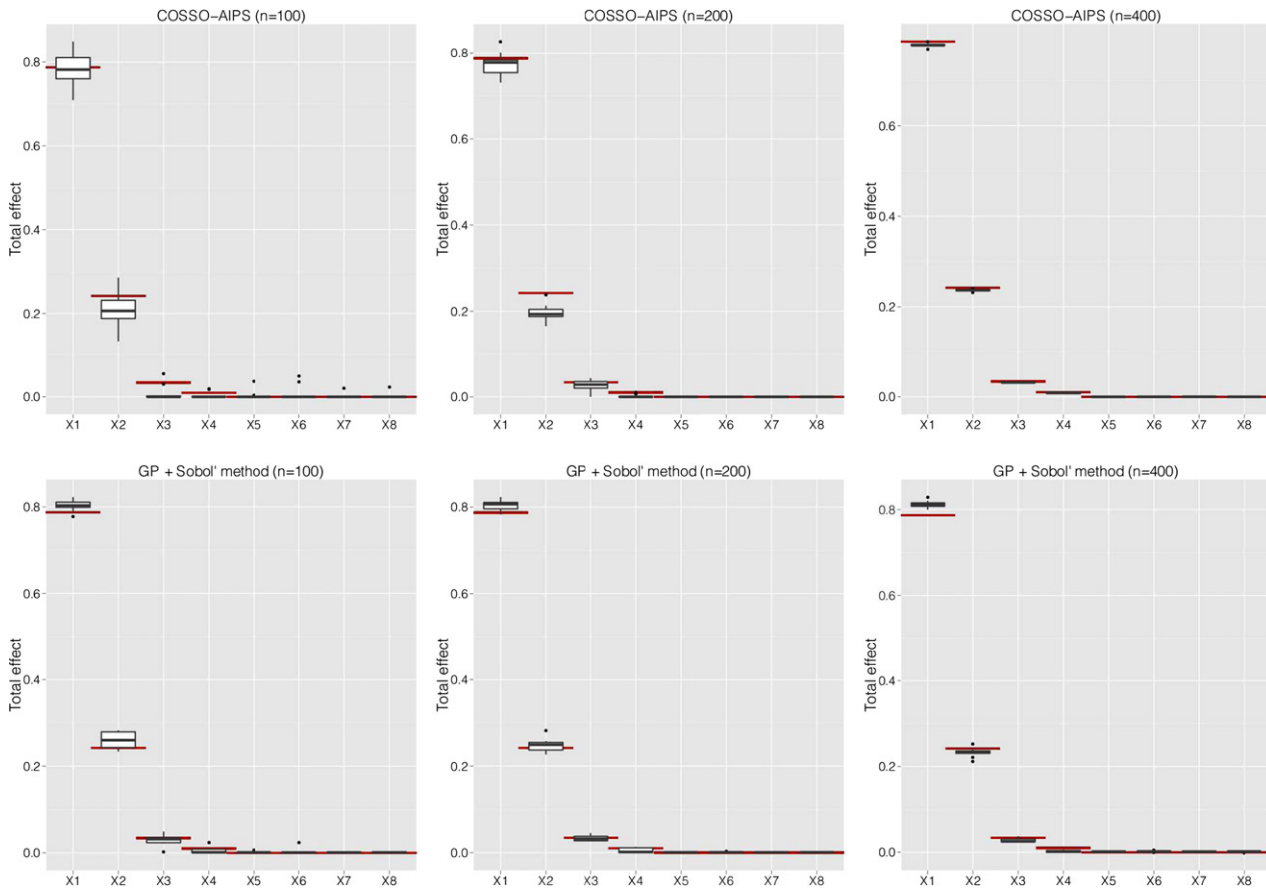 COSSO−AIPS (n=100)
COSSO−AIPS (n=200)
COSSO−AIPS (n=400)
Total effect
0.8
0.6
0.4
0.2
0.0
X1 X2 X3 X4 X5 X6 X7 X8
Total effect
0.8
0.6
0.4
0.2
0.0
X1 X2 X3 X4 X5 X6 X7 X8
Total effect
0.6
0.4
0.2
0.0
X1 X2 X3 X4 X5 X6 X7 X8
GP + Sobol' method (n=100)
GP + Sobol' method (n=200)
GP + Sobol' method (n=400)
Total effect
0.8
0.6
0.4
0.2
0.0
X1 X2 X3 X4 X5 X6 X7 X8
Total effect
0.8
0.6
0.4
0.2
0.0
X1 X2 X3 X4 X5 X6 X7 X8
Total effect
0.8
0.6
0.4
0.2
0.0
X1 X2 X3 X4 X5 X6 X7 X8